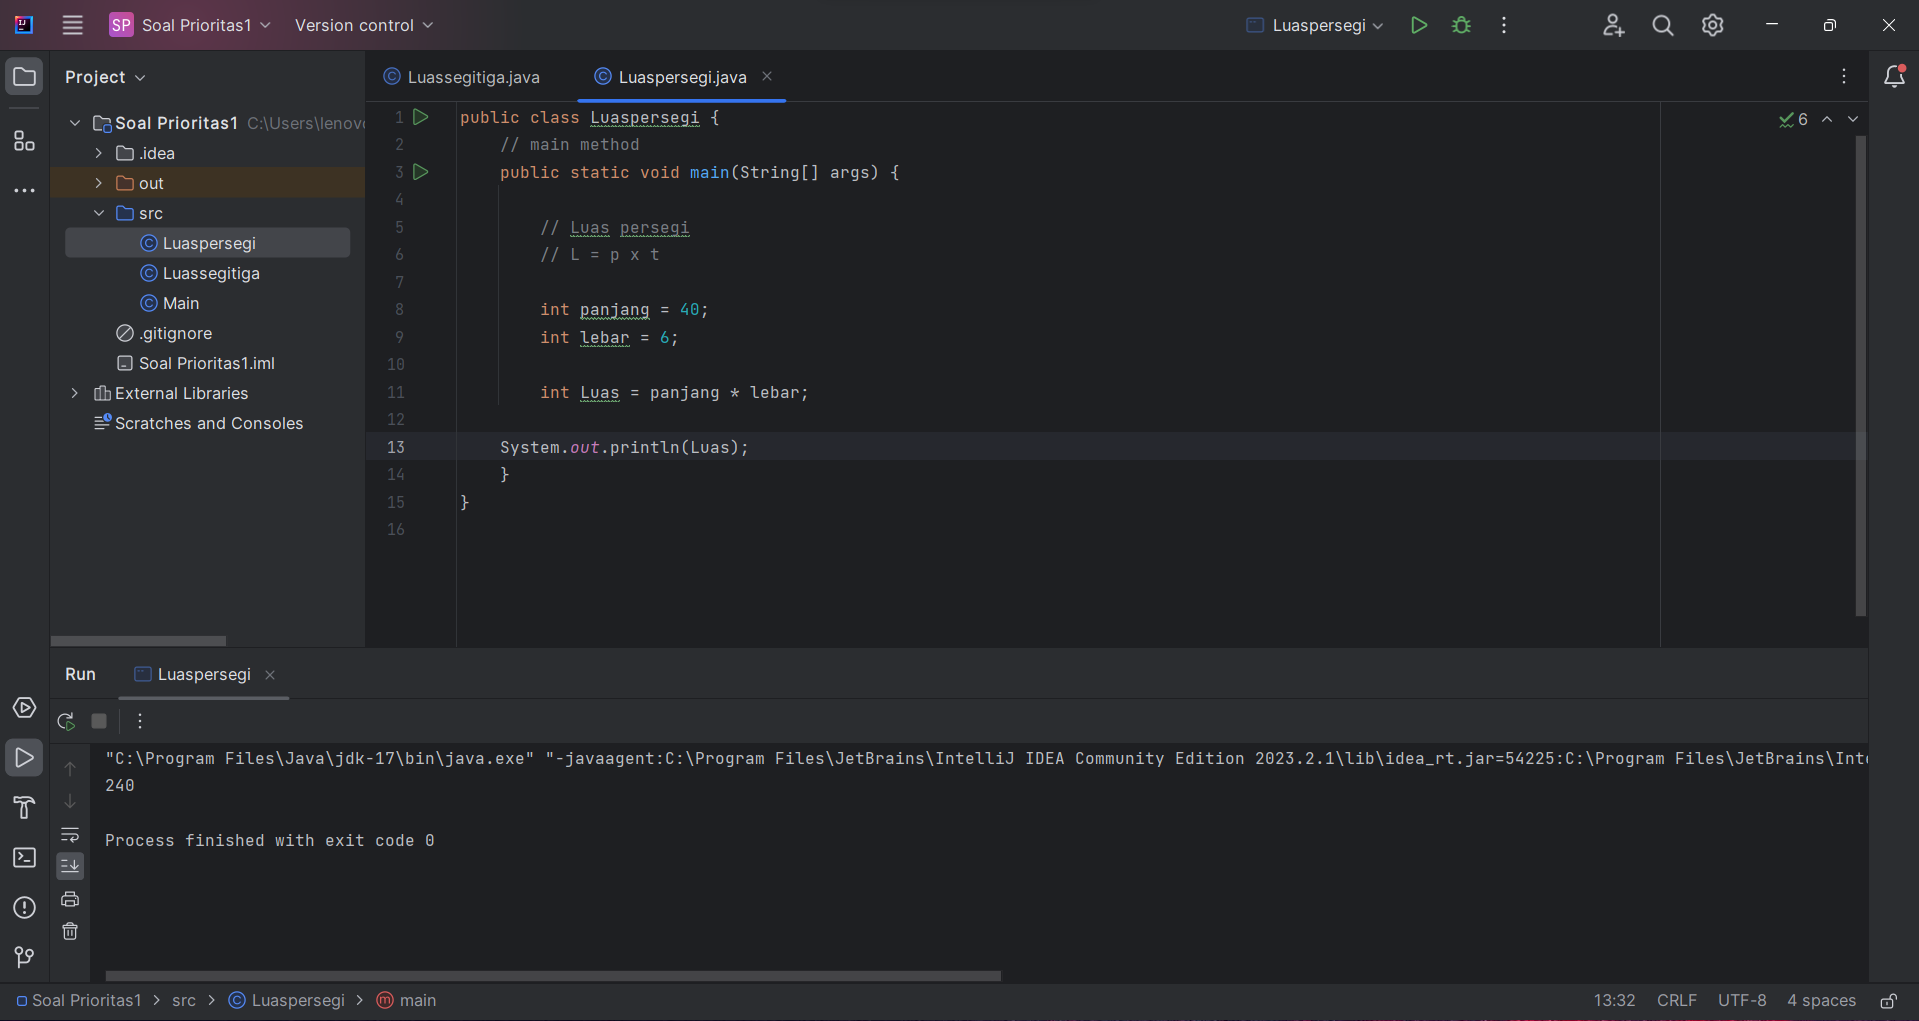 SP Soal Prioritas1 Version control Luaspersegi
Project
Luassegitiga.java Luaspersegi.java
Soal Prioritas1 C:\Users\lenovo
.idea
out
src
Luaspersegi
Luassegitiga
Main
.gitignore
Soal Prioritas1.iml
External Libraries
Scratches and Consoles
6
1 public class Luaspersegi {
2 // main method
3 public static void main(String[] args) {
4
5 // Luas persegi
6 // L = p x t
7
8 int panjang = 40;
9 int lebar = 6;
10
11 int Luas = panjang * lebar;
12
13 System.out.println(Luas);
14 }
15 }
16
Run Luaspersegi
"C:\Program Files\Java\jdk-17\bin\java.exe" "-javaagent:C:\Program Files\JetBrains\IntelliJ IDEA Community Edition 2023.2.1\lib\idea_rt.jar=54225:C:\Program Files\JetBrains\Inte
240
Process finished with exit code 0
Soal Prioritas1 > src > Luaspersegi > main
13:32 CRLF UTF-8 4 spaces